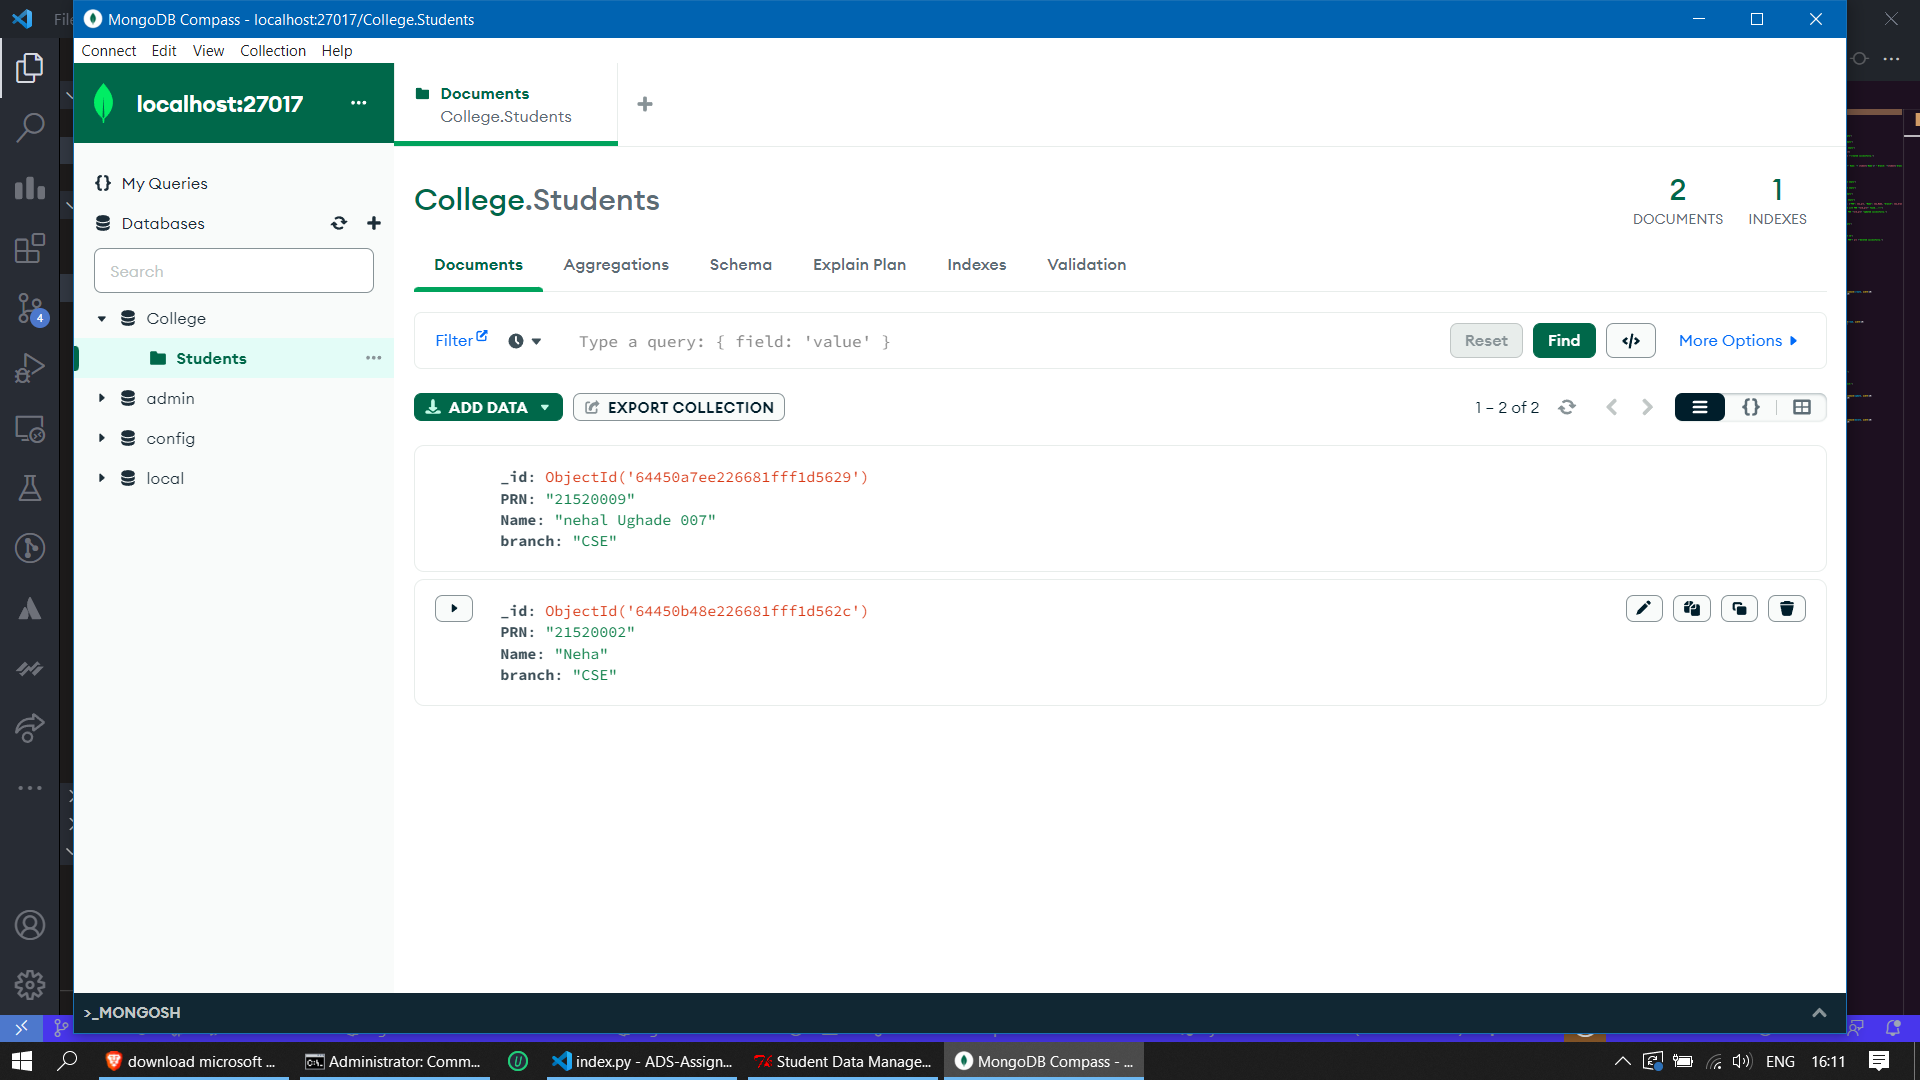 File
MongoDB Compass - localhost:27017/College.Students
Connect Edit View Collection Help
localhost:27017
Documents
College.Students
My Queries
Databases
Search
College
Students
admin
config
local
College.Students
2
DOCUMENTS
1
INDEXES
Documents Aggregations Schema Explain Plan Indexes Validation
Filter Type a query: { field: 'value' } Reset Find </> More Options
ADD DATA EXPORT COLLECTION 1 – 2 of 2 {}
_id: ObjectId('64450a7ee226681fff1d5629')
PRN: "21520009"
Name: "nehal Ughade 007"
branch: "CSE"
_id: ObjectId('64450b48e226681fff1d562c')
PRN: "21520002"
Name: "Neha"
branch: "CSE"
4
>_MONGOSH
download microsoft ... Administrator: Comm... index.py - ADS-Assign... Student Data Manage... MongoDB Compass - ... ENG 16:11